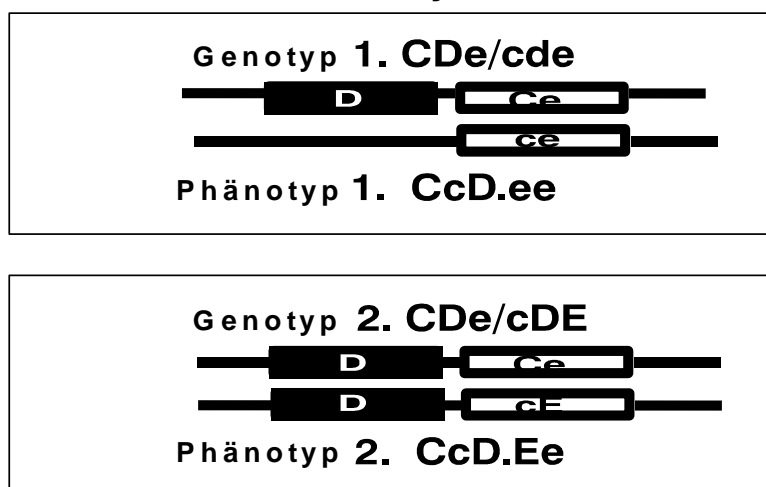 Genotyp 1. CDe/cde
D Ce
ce
Phänotyp 1. CcD.ee
Genotyp 2. CDe/cDE
D Ce
D cE
Phänotyp 2. CcD.Ee